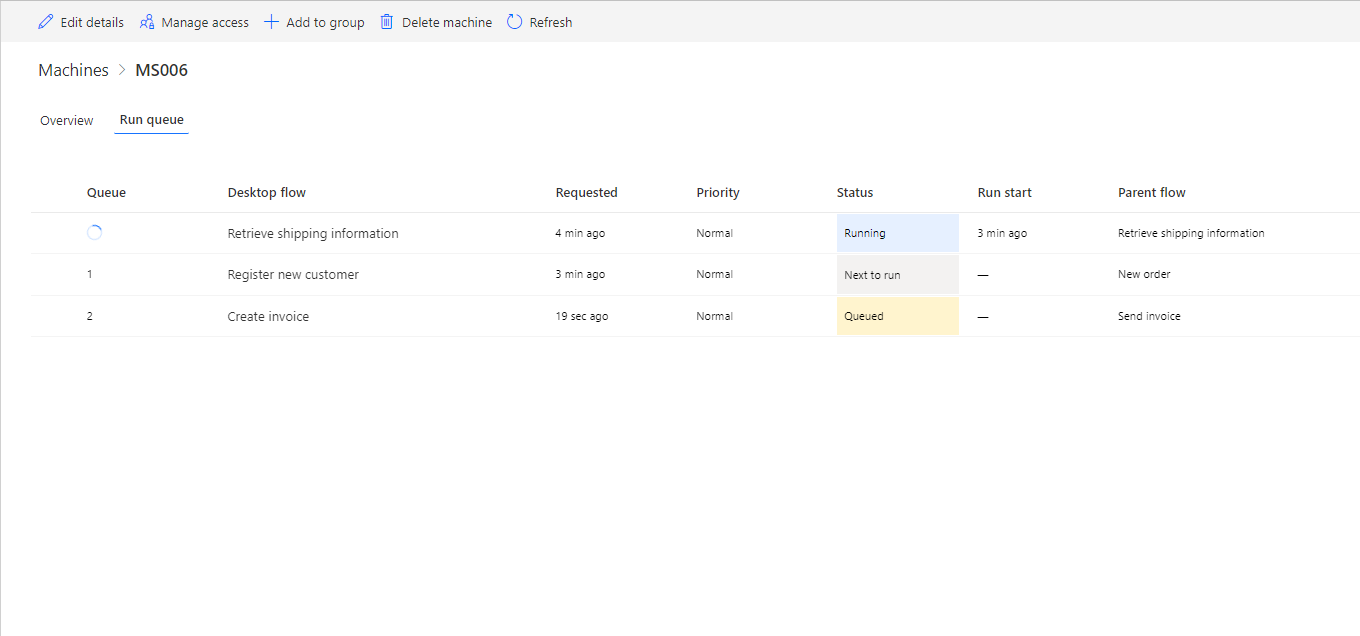 Edit details Manage access Add to group Delete machine Refresh
Machines > MS006
Overview Run queue
Queue Desktop flow Requested Priority Status Run start Parent flow
Retrieve shipping information 4 min ago Normal Running 3 min ago Retrieve shipping information
1 Register new customer 3 min ago Normal Next to run — New order
2 Create invoice 19 sec ago Normal Queued — Send invoice